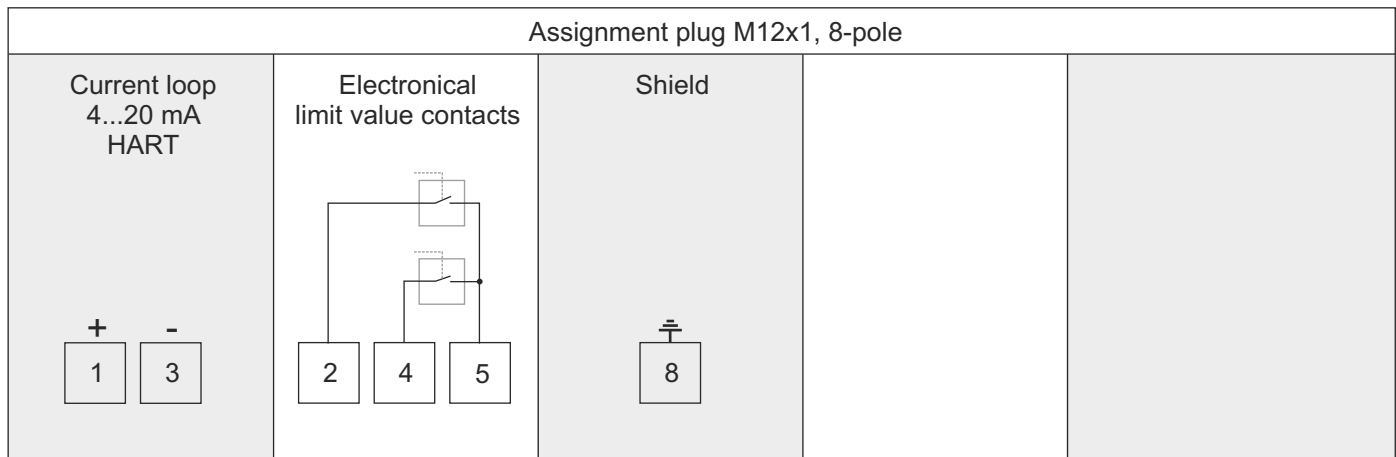 Assignment plug M12x1, 8-pole
Current loop
4...20 mA
HART
Electronical
limit value contacts
Shield
+ -
1 3
2 4 5
8